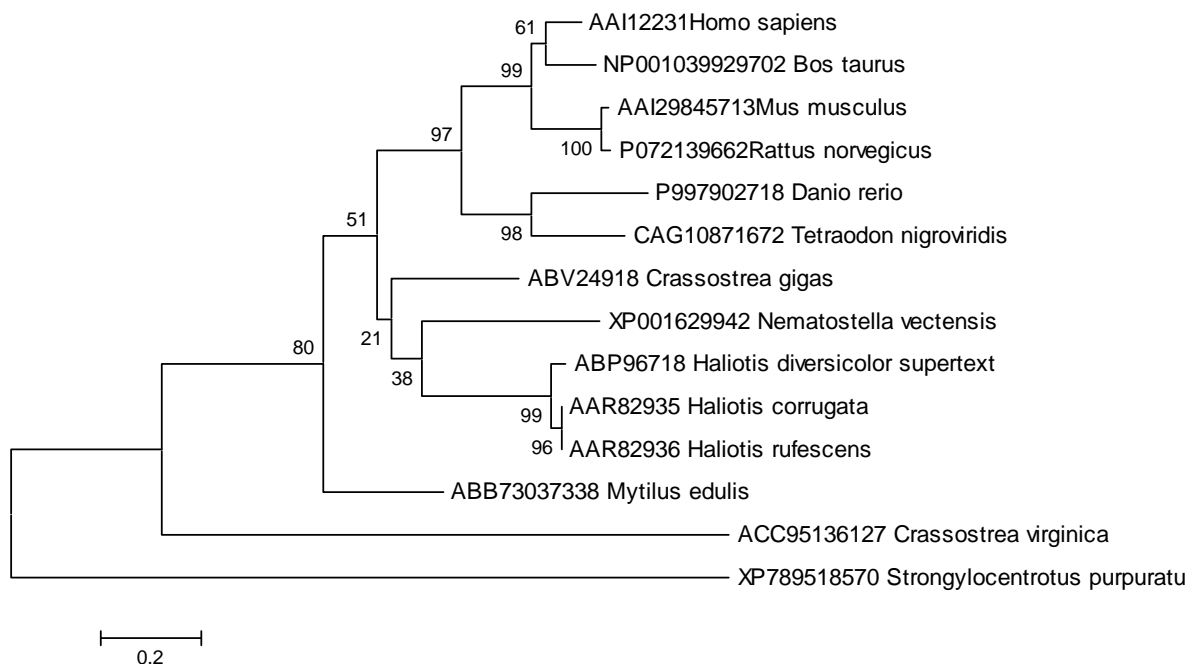 61
AAI12231Homo sapiens
NP001039929702 Bos taurus
99
AAI29845713Mus musculus
97
100
P072139662Rattus norvegicus
P997902718 Danio rerio
51
98
CAG10871672 Tetraodon nigroviridis
ABV24918 Crassostrea gigas
21
XP001629942 Nematostella vectensis
80
ABP96718 Haliotis diversicolor supertext
38
AAR82935 Haliotis corrugata
99
96
AAR82936 Haliotis rufescens
ABB73037338 Mytilus edulis
ACC95136127 Crassostrea virginica
XP789518570 Strongylocentrotus purpuratu
0.2